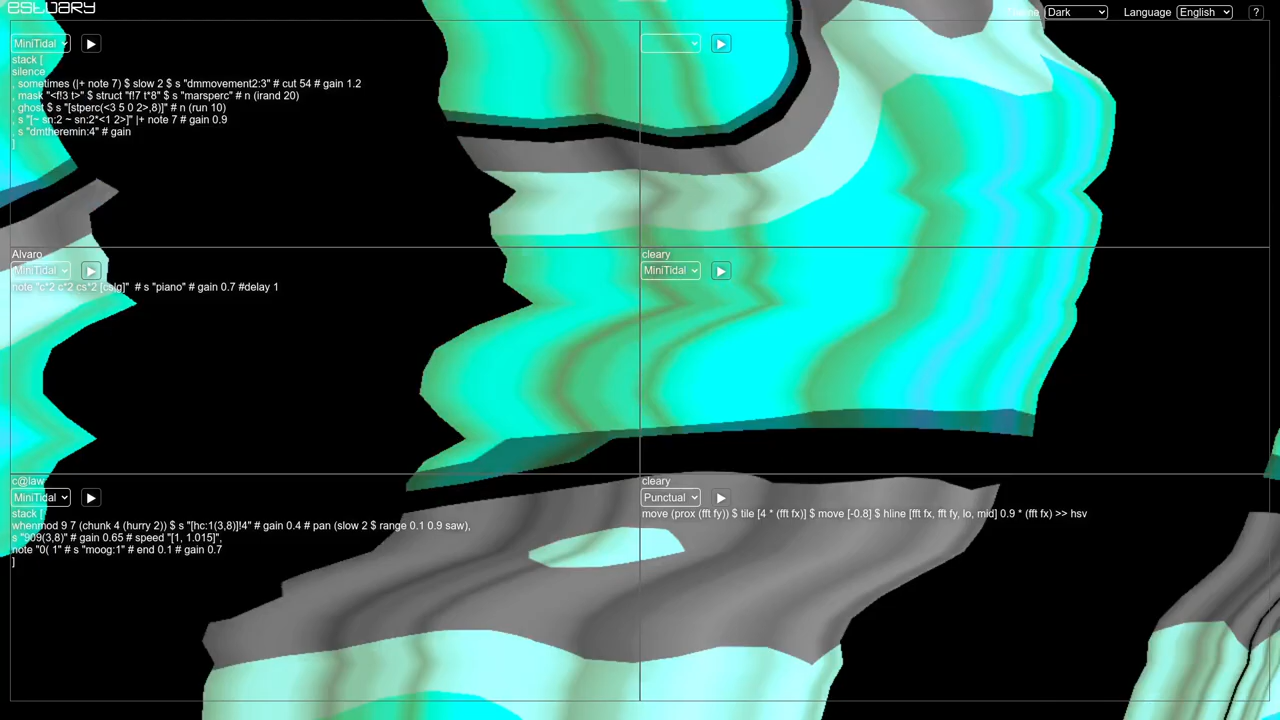 estuary
Theme Dark Language English ?
MiniTidal
stack [
silence
, sometimes (|+ note 7) $ slow 2 $ s "dmmovement2:3" # cut 54 # gain 1.2
, mask "<f!3 t>" $ struct "f!7 t*8" $ s "marsperc" # n (irand 20)
, ghost $ s "[stperc(<3 5 0 2>,8)]" # n (run 10)
, s "[~ sn:2 ~ sn:2*<1 2>]" |+ note 7 # gain 0.9
, s "dmtheremin:4" # gain
]
Alvaro
MiniTidal
note "c*2 c*2 cs*2 [cs|g]"  # s "piano" # gain 0.7 #delay 1
cleary
MiniTidal
c@law
MiniTidal
stack [
whenmod 9 7 (chunk 4 (hurry 2)) $ s "[hc:1(3,8)]!4" # gain 0.4 # pan (slow 2 $ range 0.1 0.9 saw),
s "909(3,8)" # gain 0.65 # speed "[1, 1.015]",
note "0( 1" # s "moog:1" # end 0.1 # gain 0.7
]
cleary
Punctual
move (prox (fft fy)) $ tile [4 * (fft fx)] $ move [-0.8] $ hline [fft fx, fft fy, lo, mid] 0.9 * (fft fx) >> hsv